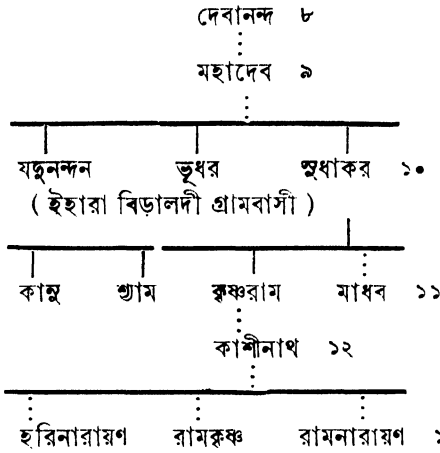 দেবানন্দ ৮
মহাদেব ৯
যদুনন্দন ভূধর সুধাকর ১০
( ইহারা বিড়ালদী গ্রামবাসী )
কানু শ্যাম কৃষ্ণরাম মাধব ১১
কাশীনাথ ১২
হরিনারায়ণ রামকৃষ্ণ রামনারায়ণ